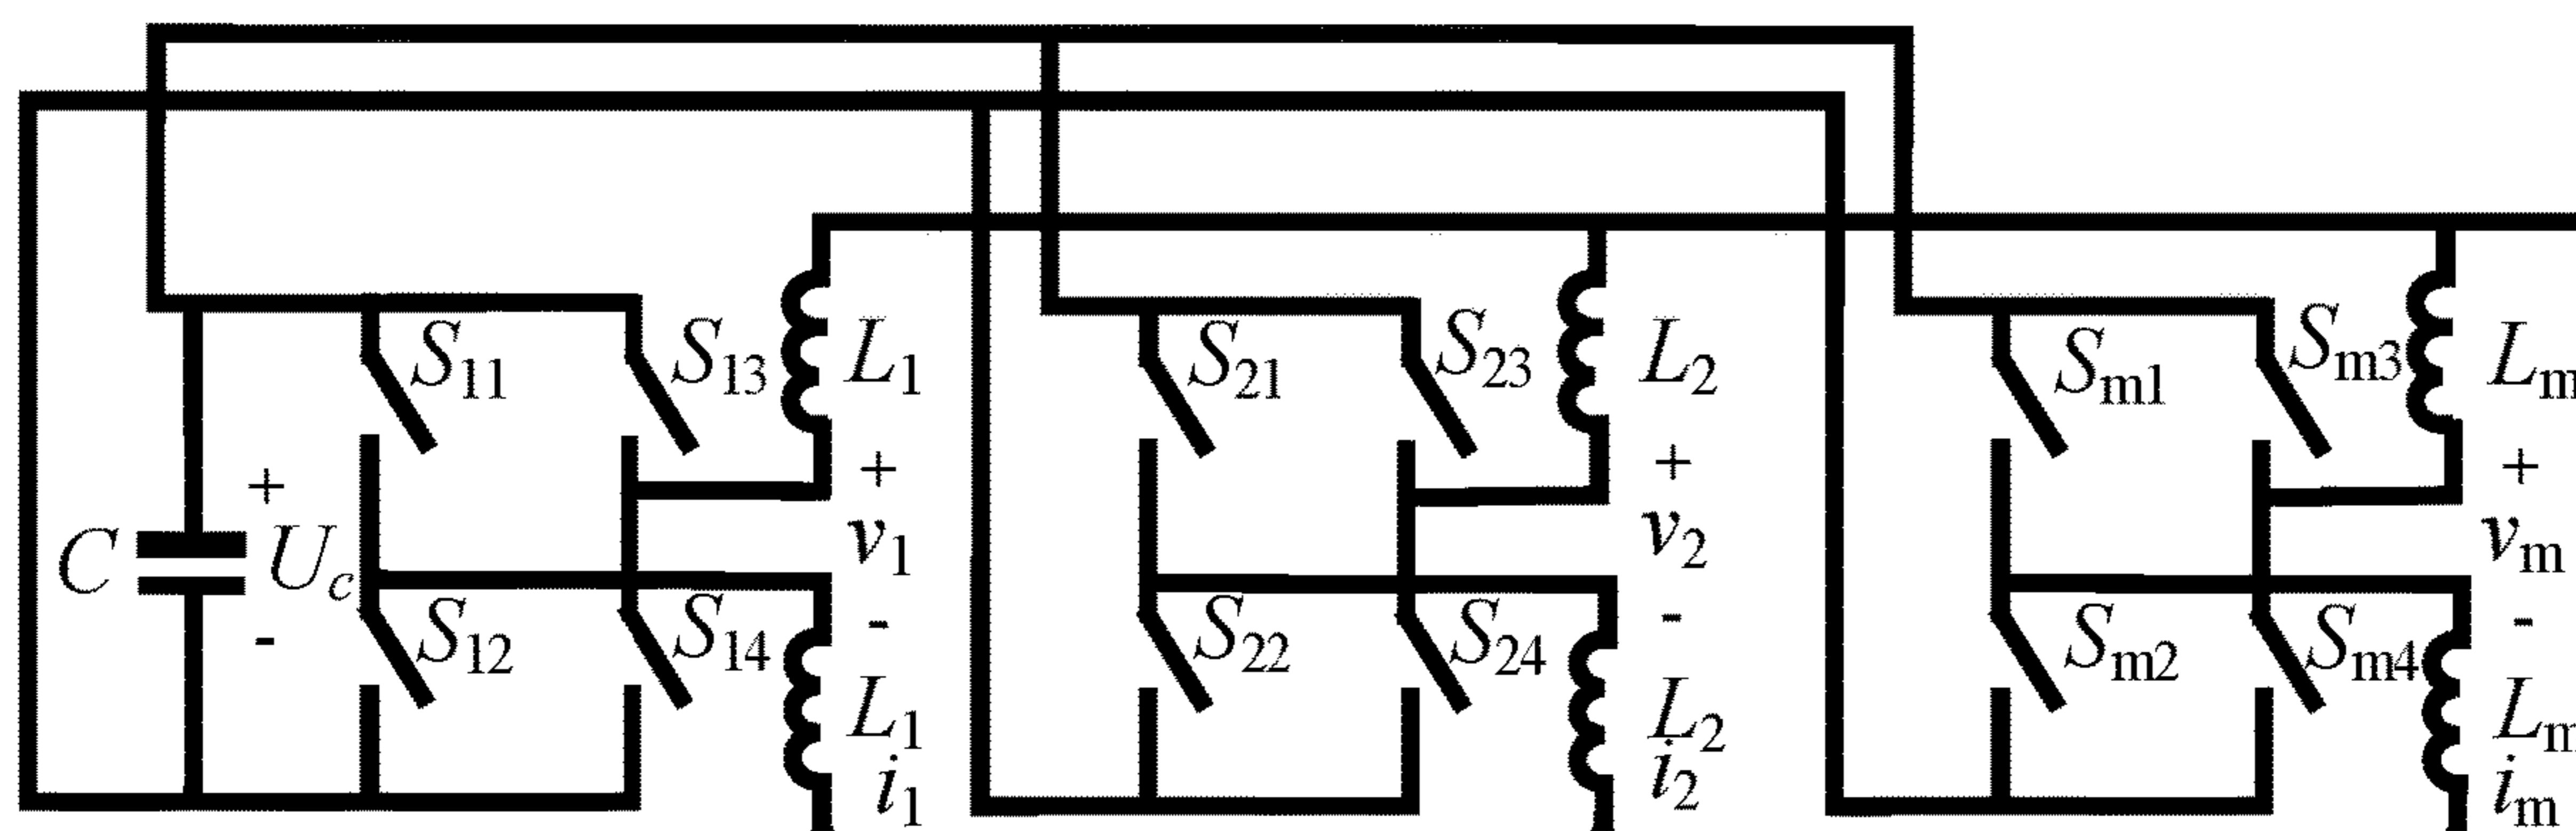 S11
S13
L1
+
v1
-
L1
i1
C
+
Uc
-
S12
S14
S21
S23
L2
+
v2
-
L2
i2
S22
S24
Sm1
Sm3
Lm
+
vm
-
Lm
im
Sm2
Sm4